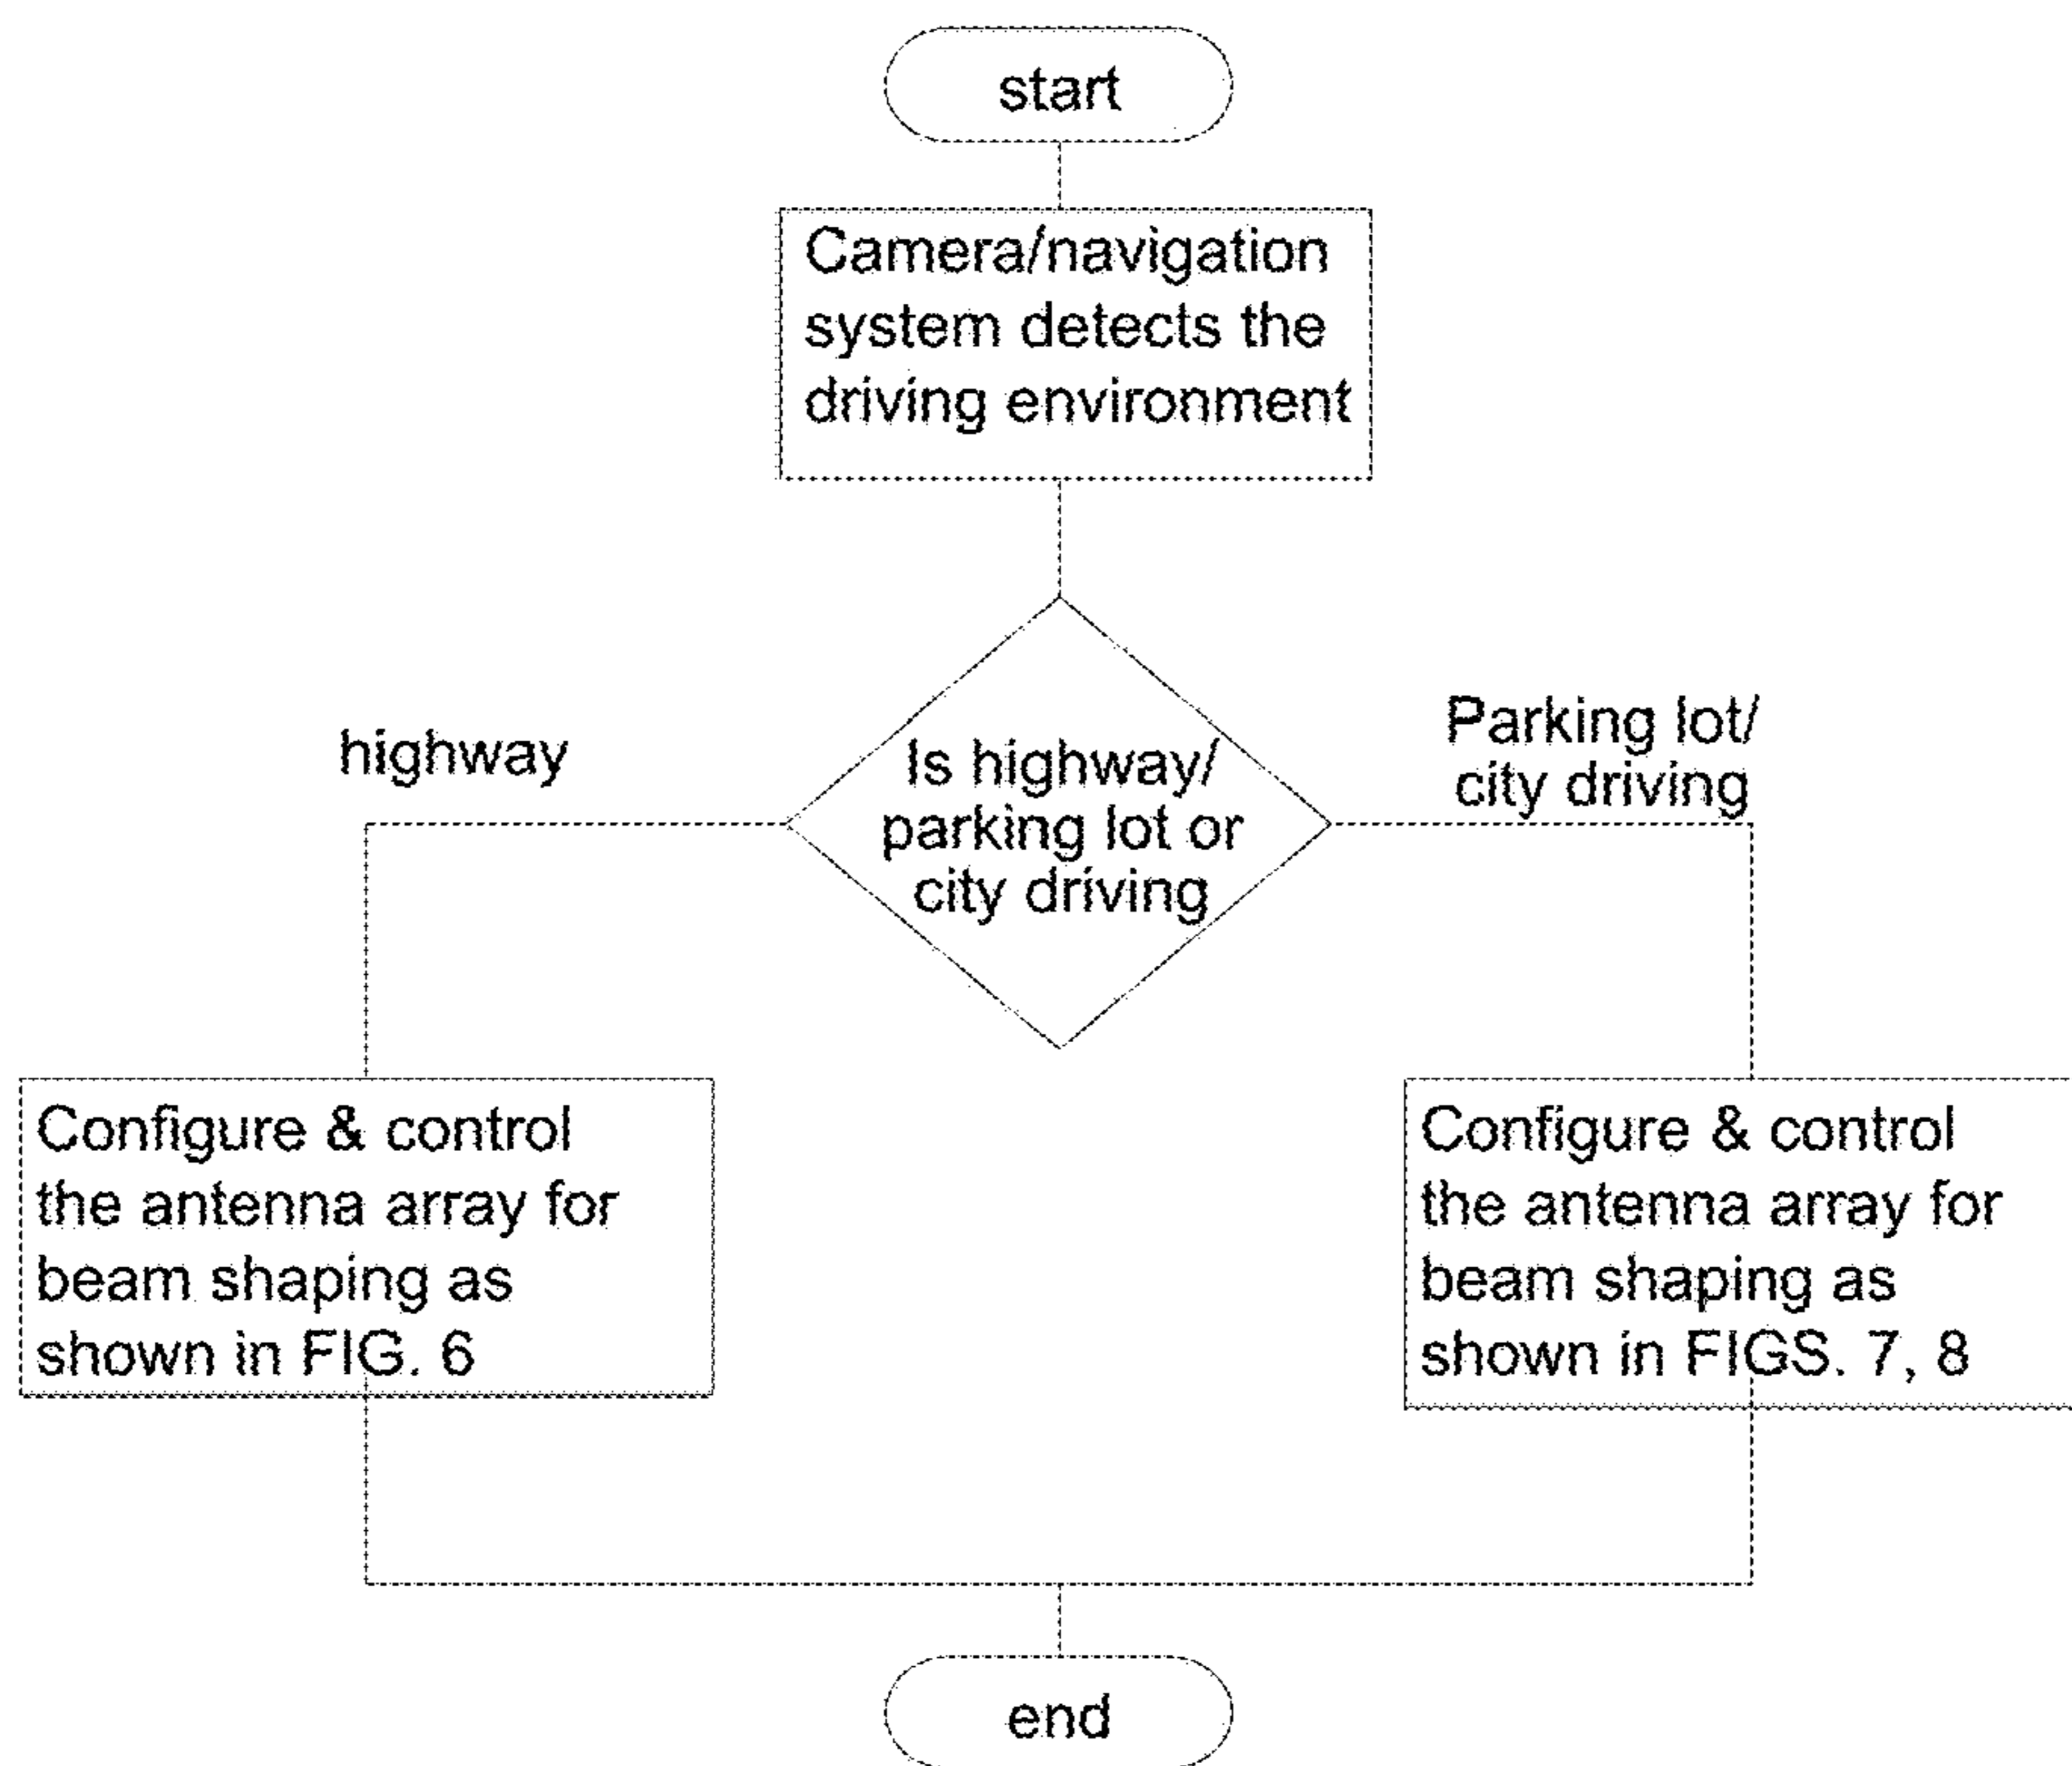 start
Camera/navigation
system detects the
driving environment
highway
Is highway/
parking lot or
city driving
Parking lot/
city driving
Configure & control
the antenna array for
beam shaping as
shown in FIG. 6
Configure & control
the antenna array for
beam shaping as
shown in FIGS. 7, 8
end